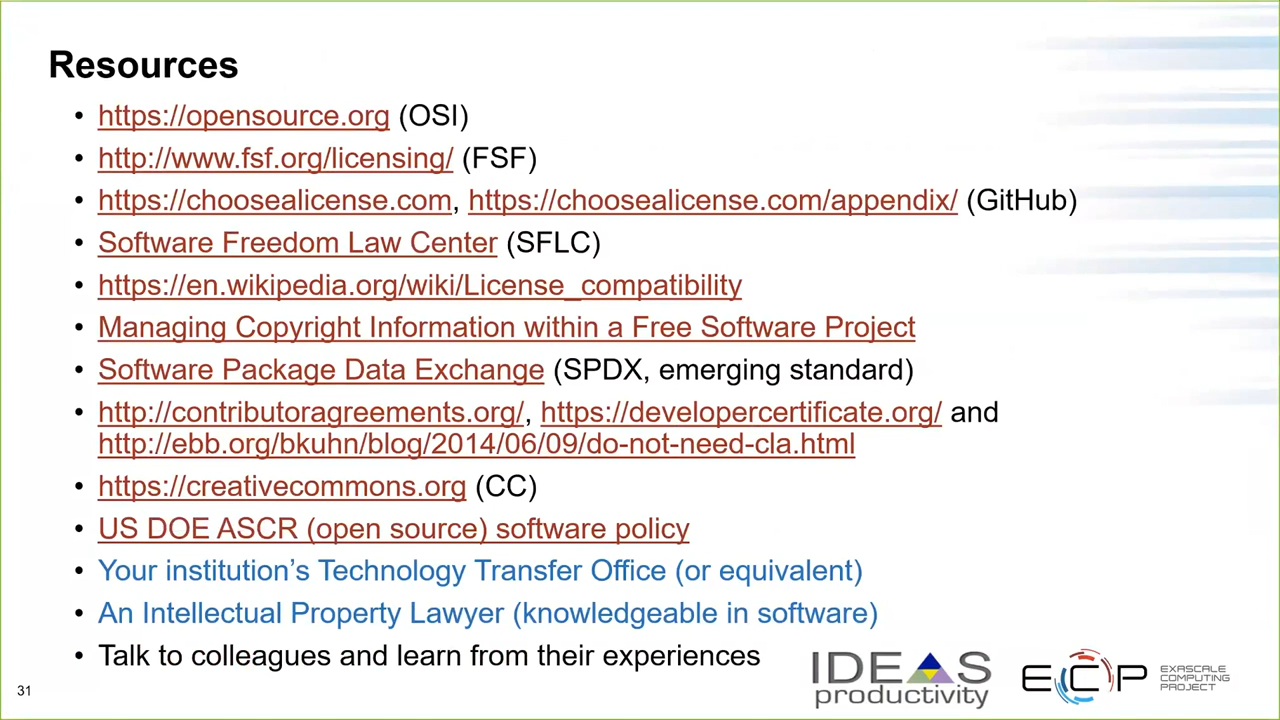 Resources
• https://opensource.org (OSI)
• http://www.fsf.org/licensing/ (FSF)
• https://choosealicense.com, https://choosealicense.com/appendix/ (GitHub)
• Software Freedom Law Center (SFLC)
• https://en.wikipedia.org/wiki/License_compatibility
• Managing Copyright Information within a Free Software Project
• Software Package Data Exchange (SPDX, emerging standard)
• http://contributoragreements.org/, https://developercertificate.org/ and
http://ebb.org/bkuhn/blog/2014/06/09/do-not-need-cla.html
• https://creativecommons.org (CC)
• US DOE ASCR (open source) software policy
• Your institution’s Technology Transfer Office (or equivalent)
• An Intellectual Property Lawyer (knowledgeable in software)
• Talk to colleagues and learn from their experiences
31
IDEAS
productivity
ECP
EXASCALE
COMPUTING
PROJECT